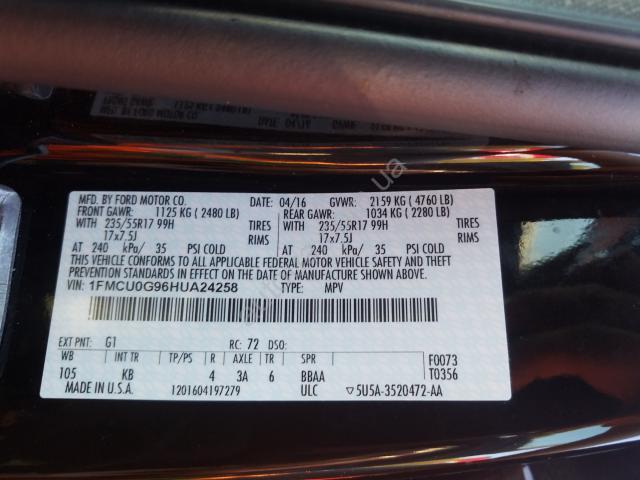 MFD. BY FORD MOTOR CO. DATE: 04/16 GVWR: 2159 KG (4760 LB)
FRONT GAWR: 1125 KG (2480 LB) REAR GAWR: 1034 KG (2280 LB)
WITH 235/55R17 99H TIRES WITH 235/55R17 99H TIRES
17x7.5J RIMS 17x7.5J RIMS
AT 240 kPa/ 35 PSI COLD AT 240 kPa/ 35 PSI COLD
THIS VEHICLE CONFORMS TO ALL APPLICABLE FEDERAL MOTOR VEHICLE SAFETY AND THEFT
PREVENTION STANDARDS IN EFFECT ON THE DATE OF MANUFACTURE SHOWN ABOVE.
VIN: 1FMCU0G96HUA24258 TYPE: MPV
EXT PNT: G1 RC: 72 DSO:
WB INT TR TP/PS R AXLE TR SPR F0073
105 KB 4 3A 6 BBAA T0356
MADE IN U.S.A. 1201604197279 ULC 5U5A-3520472-AA